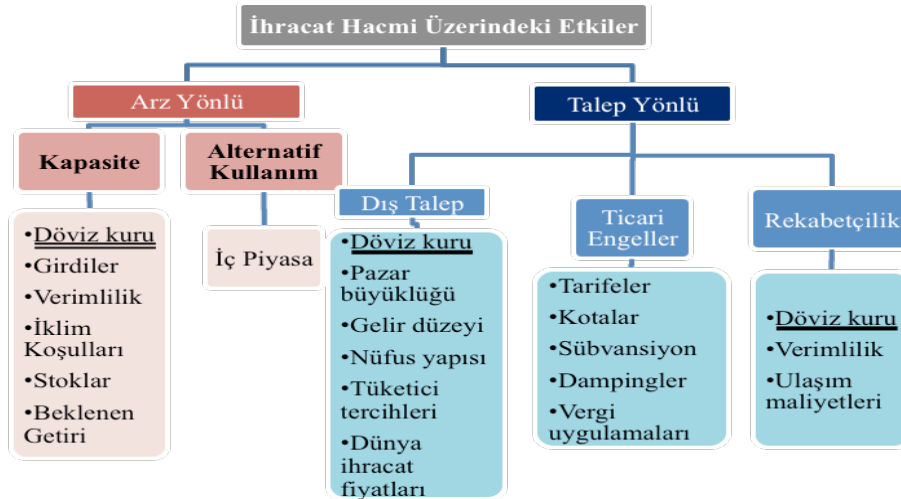 İhracat Hacmi Üzerindeki Etkiler
Arz Yönlü
Talep Yönlü
Kapasite
Alternatif
Kullanım
Dış Talep
Ticari
Engeller
Rekabetçilik
•Döviz kuru
•Girdiler
•Verimlilik
•İklim
Koşulları
•Stoklar
•Beklenen
Getiri
İç Piyasa
•Döviz kuru
•Pazar
büyüklüğü
•Gelir düzeyi
•Nüfus yapısı
•Tüketici
tercihleri
•Dünya
ihracat
fiyatları
•Tarifeler
•Kotalar
•Sübvansiyon
•Dampingler
•Vergi
uygulamaları
•Döviz kuru
•Verimlilik
•Ulaşım
maliyetleri